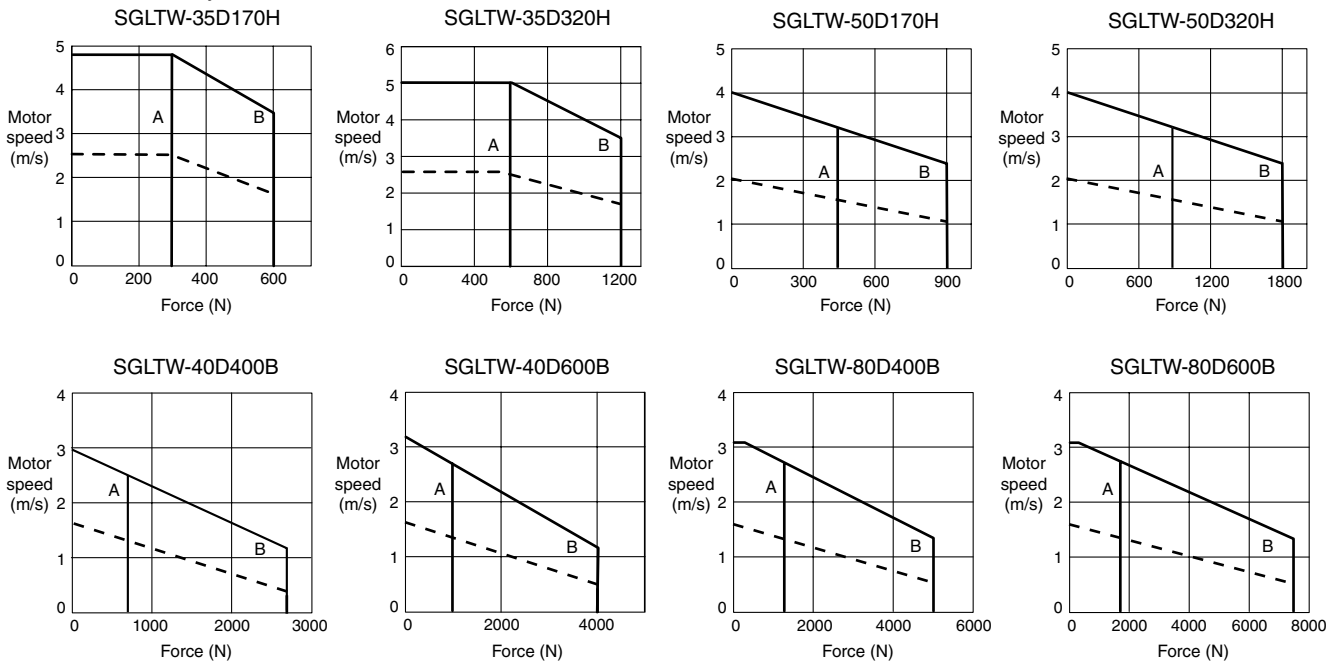 SGLTW-35D170H
5
4
3
2
1
0
Motor
speed
(m/s)
A
B
0 200 400 600
Force (N)
SGLTW-35D320H
6
5
4
3
2
1
0
Motor
speed
(m/s)
A
B
0 400 800 1200
Force (N)
SGLTW-50D170H
5
4
3
2
1
0
Motor
speed
(m/s)
A
B
0 300 600 900
Force (N)
SGLTW-50D320H
5
4
3
2
1
0
Motor
speed
(m/s)
A
B
0 600 1200 1800
Force (N)
SGLTW-40D400B
4
3
2
1
0
Motor
speed
(m/s)
A
B
0 1000 2000 3000
Force (N)
SGLTW-40D600B
4
3
2
1
0
Motor
speed
(m/s)
A
B
0 2000 4000
Force (N)
SGLTW-80D400B
4
3
2
1
0
Motor
speed
(m/s)
A
B
0 2000 4000 6000
Force (N)
SGLTW-80D600B
4
3
2
1
0
Motor
speed
(m/s)
A
B
0 2000 4000 6000 8000
Force (N)